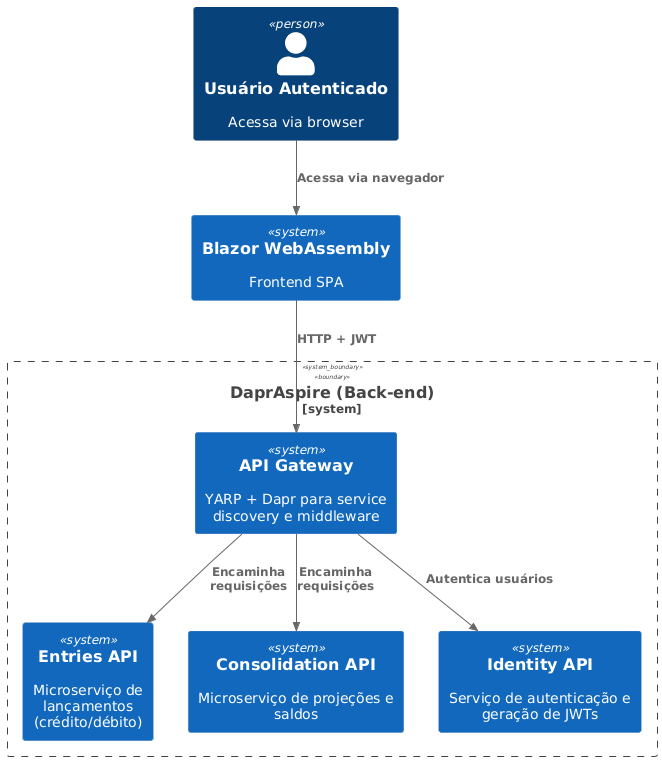 «person»
Usuário Autenticado
Acessa via browser
Acessa via navegador
«system»
Blazor WebAssembly
Frontend SPA
HTTP + JWT
«system_boundary»
«boundary»
DaprAspire (Back-end)
[system]
«system»
API Gateway
YARP + Dapr para service
discovery e middleware
Encaminha
requisições
Encaminha
requisições
Autentica usuários
«system»
Entries API
Microserviço de
lançamentos
(crédito/débito)
«system»
Consolidation API
Microserviço de projeções e
saldos
«system»
Identity API
Serviço de autenticação e
geração de JWTs